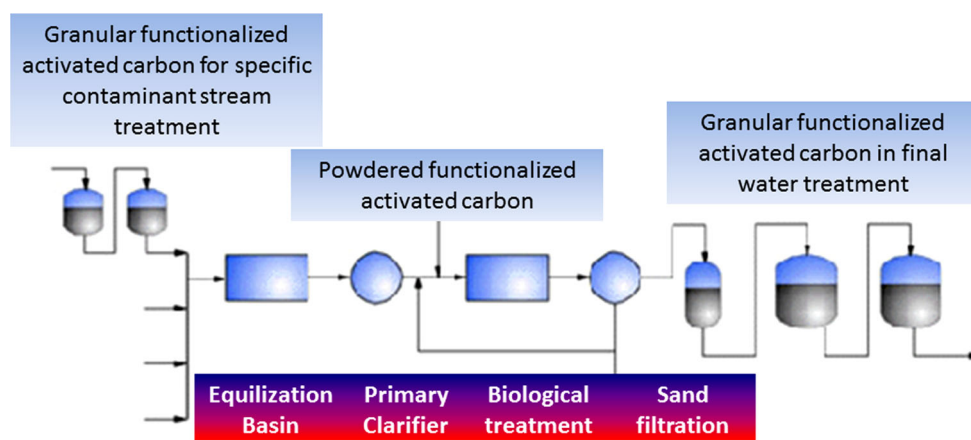 Granular functionalized
activated carbon for specific
contaminant stream
treatment
Powdered functionalized
activated carbon
Granular functionalized
activated carbon in final
water treatment
Equilization
Basin
Primary
Clarifier
Biological
treatment
Sand
filtration